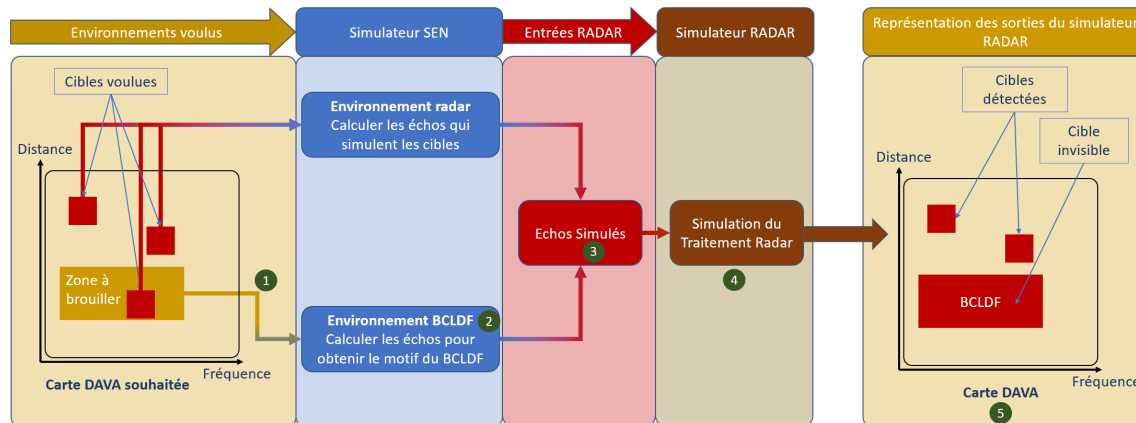 Environnements voulus
Simulateur SEN
Entrées RADAR
Simulateur RADAR
Représentation des sorties du simulateur
RADAR
Cibles voulues
Distance
Zone à
brouiller
1
Fréquence
Carte DAVA souhaitée
Environnement radar
Calculer les échos qui
simulent les cibles
Environnement BCLDF
2
Calculer les échos pour
obtenir le motif du BCLDF
Echos Simulés
3
Simulation du
Traitement Radar
4
Cibles
détectées
Cible
invisible
Distance
BCLDF
Fréquence
Carte DAVA
5